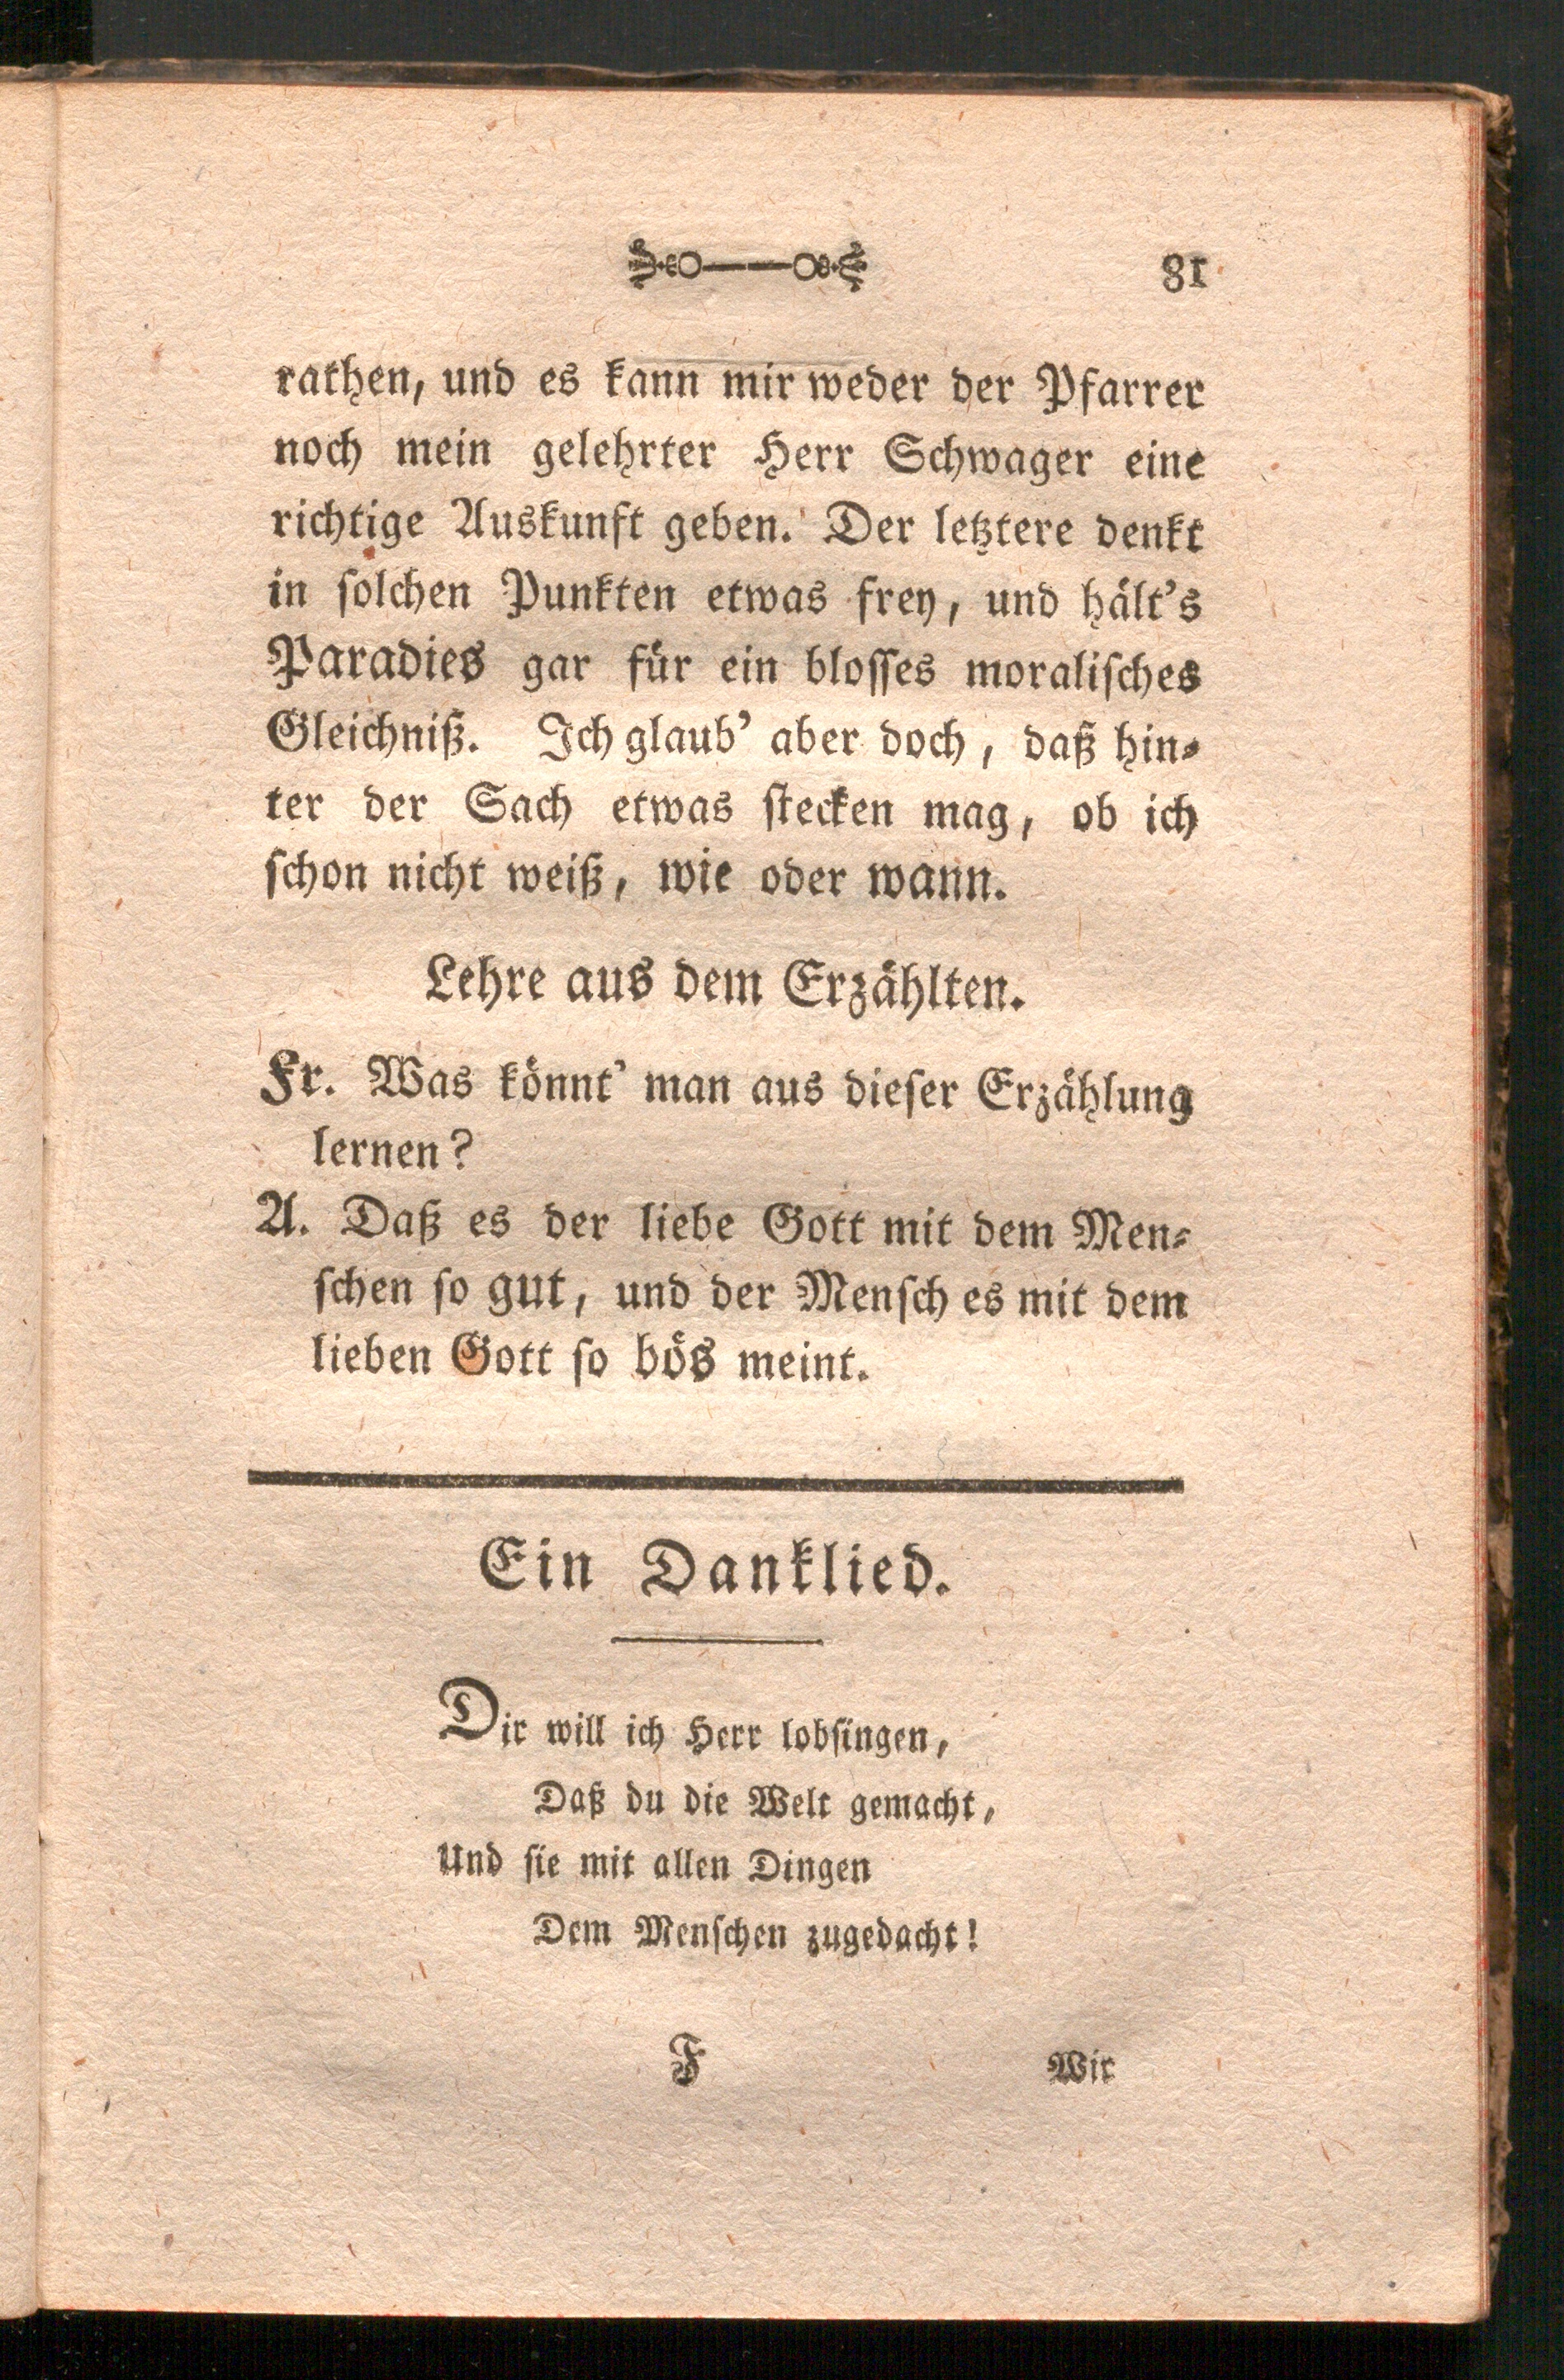 81
rathen, und es kann mir weder der Pfarrer
noch mein gelehrter Herr Schwager eine
richtige Auskunft geben. Der letztere denkt
in ſolchen Punkten etwas frey, und hält's
Paradies gar für ein bloſſes moraliſches
Gleichniß. Ich glaub' aber doch, daß hin⸗
ter der Sach etwas ſtecken mag, ob ich
ſchon nicht weiß, wie oder wann.
Lehre aus dem Erzählten.
Fr. Was könnt' man aus dieſer Erzählung
lernen?
A. Daß es der liebe Gott mit dem Men⸗
ſchen ſo gut, und der Menſch es mit dem
lieben Gott ſo bös meint.
Ein Danklied.
Dir will ich Herr lobſingen,
Daß du die Welt gemacht,
Und ſie mit allen Dingen
Dem Menſchen zugedacht!
F Wir